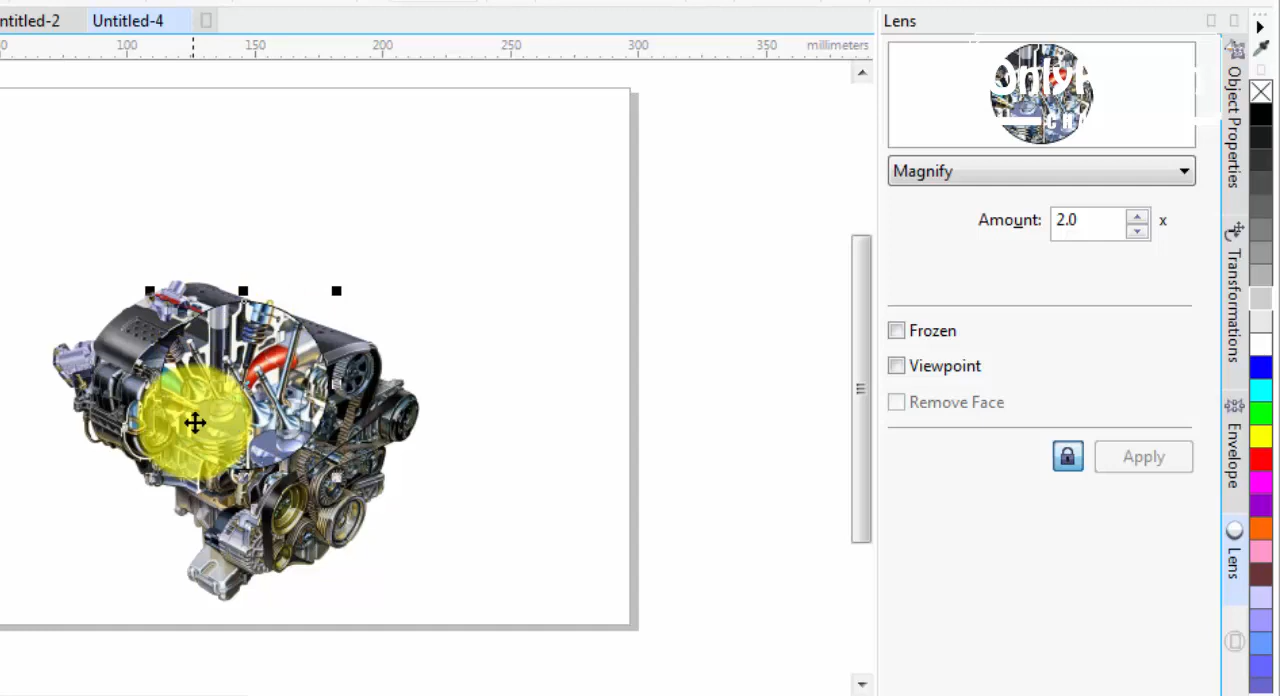 ntitled-2
Untitled-4
Lens
0
100
150
200
250
300
350
millimeters
Magnify
Amount:
2.0
x
Frozen
Viewpoint
Remove Face
Apply
Object Properties
Transformations
Envelope
Lens